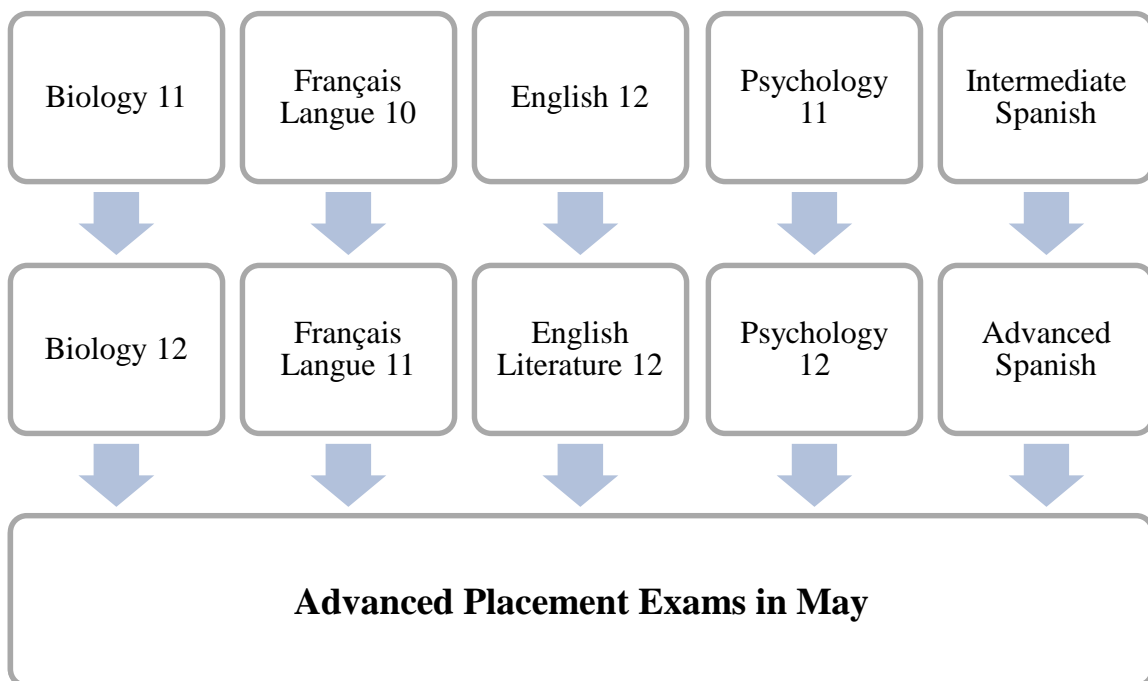 Biology 11
Français
Langue 10
English 12
Psychology
11
Intermediate
Spanish
Biology 12
Français
Langue 11
English
Literature 12
Psychology
12
Advanced
Spanish
Advanced Placement Exams in May